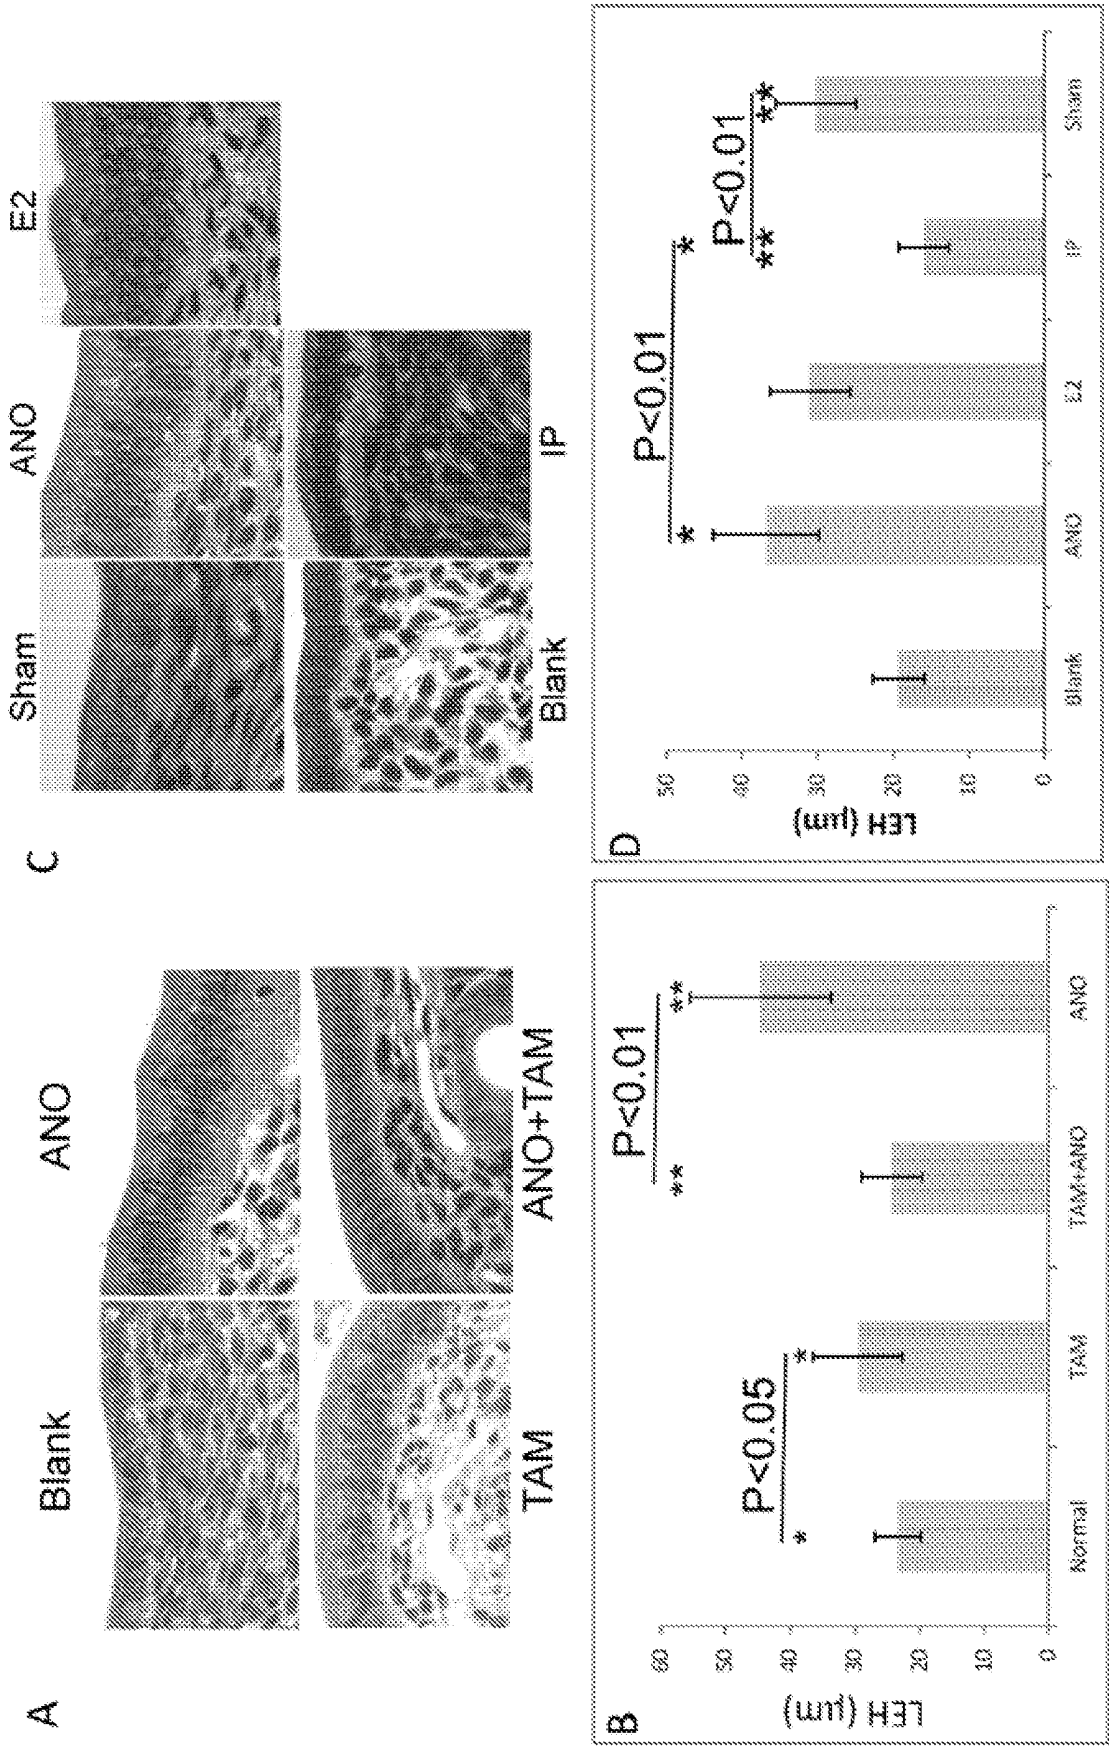 A
Blank
ANO
TAM
ANO+TAM
C
Sham
ANO
E2
Blank
IP
B
LEH (µm)
60
50
40
30
20
10
0
P<0.05
*
*
P<0.01
**
**
Normal
TAM
TAM+ANO
ANO
D
LEH (µm)
50
40
30
20
10
0
P<0.01
*
*
P<0.01
**
**
Blank
ANO
E2
IP
Sham